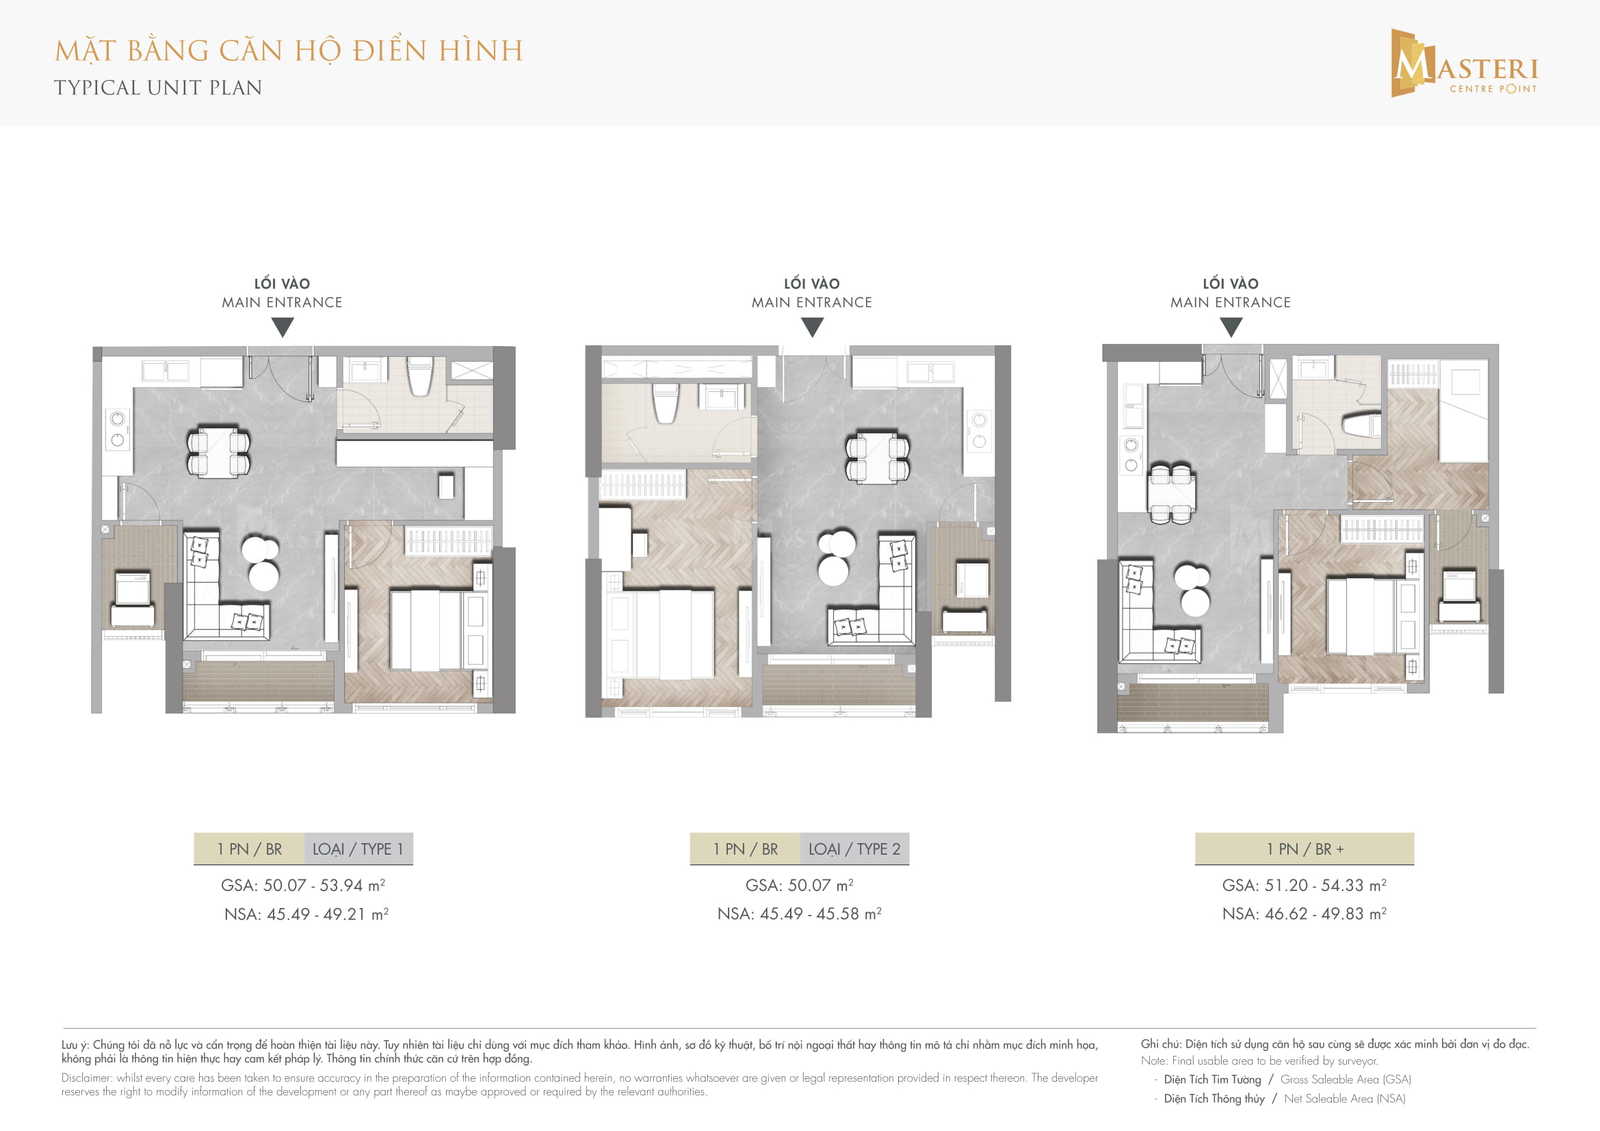 MẶT BẰNG CĂN HỘ ĐIỂN HÌNH
TYPICAL UNIT PLAN
MASTERI
CENTRE POINT
LỐI VÀO
MAIN ENTRANCE
LỐI VÀO
MAIN ENTRANCE
LỐI VÀO
MAIN ENTRANCE
1 PN / BR LOẠI / TYPE 1
GSA: 50.07 - 53.94 m²
NSA: 45.49 - 49.21 m²
1 PN / BR LOẠI / TYPE 2
GSA: 50.07 m²
NSA: 45.49 - 45.58 m²
1 PN / BR +
GSA: 51.20 - 54.33 m²
NSA: 46.62 - 49.83 m²
Lưu ý: Chúng tôi đã nỗ lực và cẩn trọng để hoàn thiện tài liệu này. Tuy nhiên tài liệu chỉ dùng với mục đích tham khảo. Hình ảnh, sơ đồ kỹ thuật, bố trí nội ngoại thất hay thông tin mô tả chỉ nhằm mục đích minh họa,
không phải là thông tin hiện thực hay cam kết pháp lý. Thông tin chính thức căn cứ trên hợp đồng.
Disclaimer: whilst every care has been taken to ensure accuracy in the preparation of the information contained herein, no warranties whatsoever are given or legal representation provided in respect thereon. The developer
reserves the right to modify information of the development or any part thereof as maybe approved or required by the relevant authorities.
Ghi chú: Diện tích sử dụng căn hộ sau cùng sẽ được xác minh bởi đơn vị đo đạc.
Note: Final usable area to be verified by surveyor.
- Diện Tích Tim Tường / Gross Saleable Area (GSA)
- Diện Tích Thông thủy / Net Saleable Area (NSA)